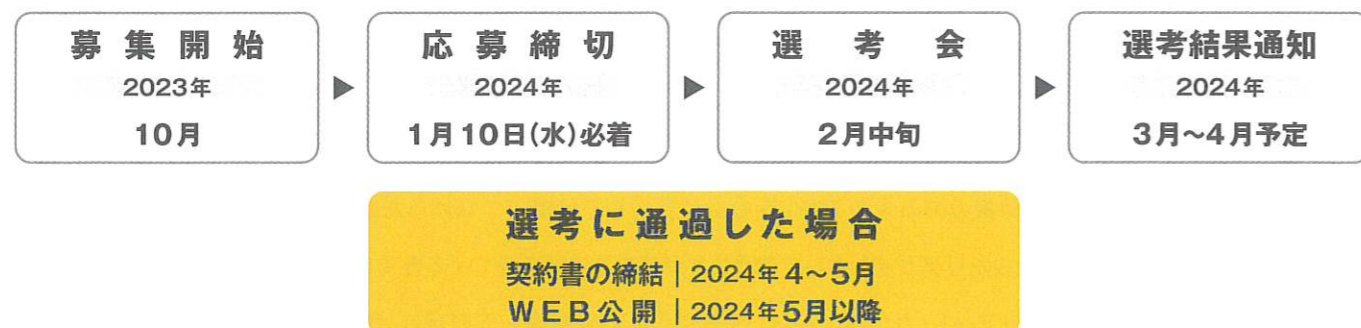 募集開始
2023年
10月
▶
応募締切
2024年
1月10日(水)必着
▶
選考会
2024年
2月中旬
▶
選考結果通知
2024年
3月〜4月予定
選考に通過した場合
契約書の締結｜2024年4〜5月
WEB公開｜2024年5月以降